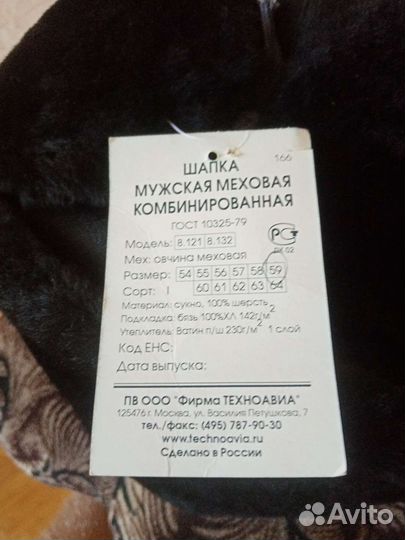 166
ШАПКА
МУЖСКАЯ МЕХОВАЯ
КОМБИНИРОВАННАЯ
ГОСТ 10325-79
Модель: 8.121 8.132
Мех: овчина меховая
Размер: 54 55 56 57 58 59
Сорт: I 60 61 62 63 64
Материал: сукно, 100% шерсть
Подкладка: бязь 100%ХЛ 142г/м2
Утеплитель: Ватин п/ш 230г/м2 1 слой
Код ЕНС:
Дата выпуска:
ПВ ООО "Фирма ТЕХНОАВИА"
125476 г. Москва, ул. Василия Петушкова, 7
тел./факс: (495) 787-90-30
www.technoavia.ru
Сделано в России
Avito